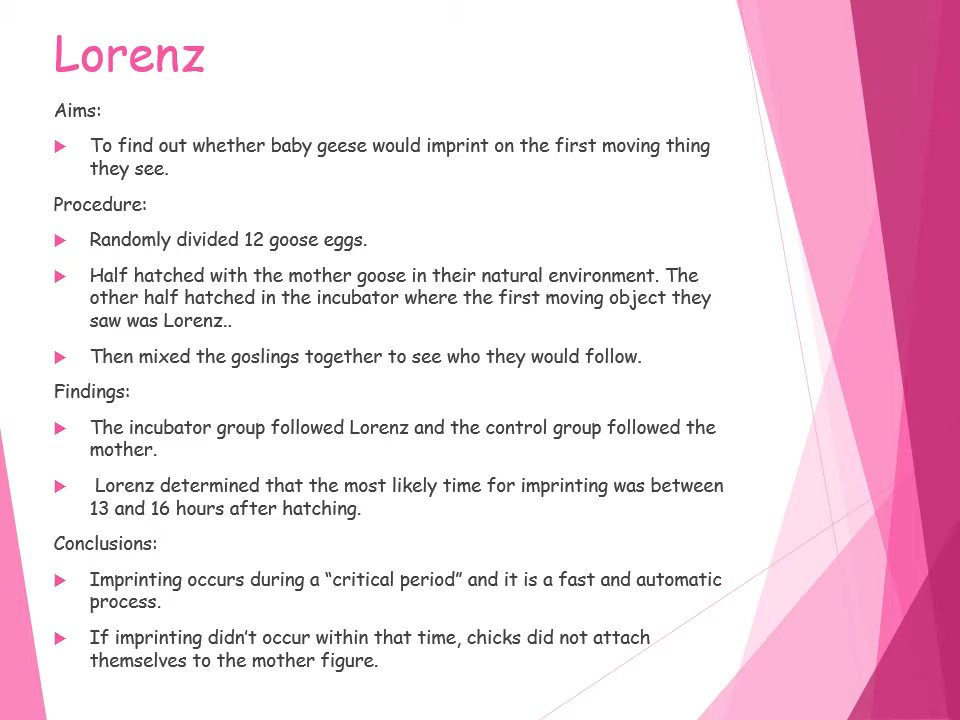 Lorenz
Aims:
To find out whether baby geese would imprint on the first moving thing
they see.
Procedure:
Randomly divided 12 goose eggs.
Half hatched with the mother goose in their natural environment. The
other half hatched in the incubator where the first moving object they
saw was Lorenz..
Then mixed the goslings together to see who they would follow.
Findings:
The incubator group followed Lorenz and the control group followed the
mother.
Lorenz determined that the most likely time for imprinting was between
13 and 16 hours after hatching.
Conclusions:
Imprinting occurs during a “critical period” and it is a fast and automatic
process.
If imprinting didn’t occur within that time, chicks did not attach
themselves to the mother figure.